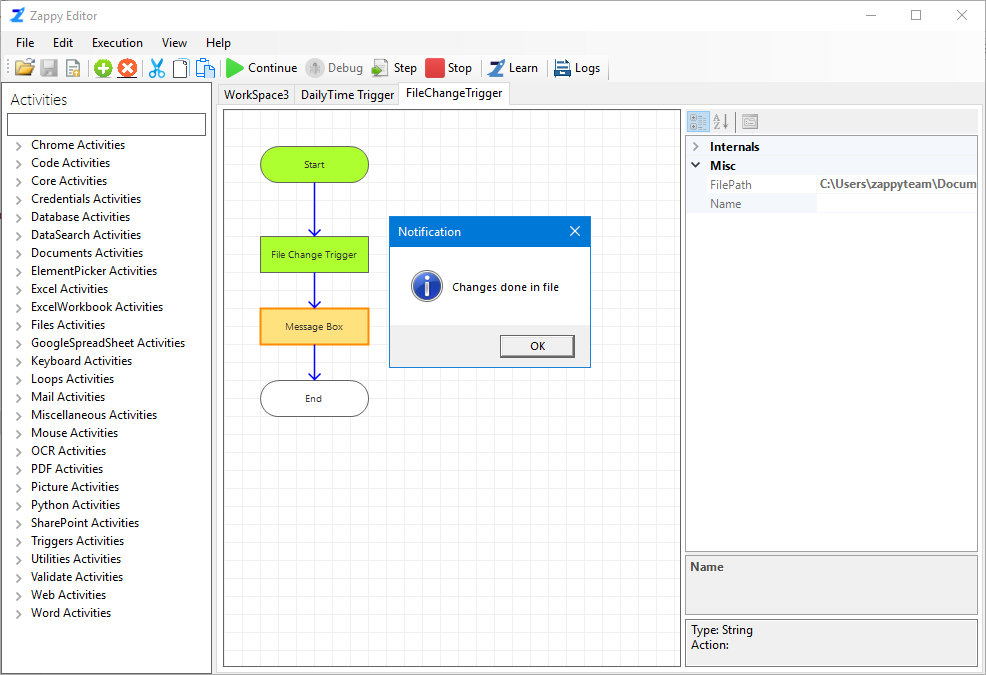 Zappy Editor
File Edit Execution View Help
Continue Debug Step Stop Learn Logs
Activities
Chrome Activities
Code Activities
Core Activities
Credentials Activities
Database Activities
DataSearch Activities
Documents Activities
ElementPicker Activities
Excel Activities
ExcelWorkbook Activities
Files Activities
GoogleSpreadSheet Activities
Keyboard Activities
Loops Activities
Mail Activities
Miscellaneous Activities
Mouse Activities
OCR Activities
PDF Activities
Picture Activities
Python Activities
SharePoint Activities
Triggers Activities
Utilities Activities
Validate Activities
Web Activities
Word Activities
WorkSpace3 DailyTime Trigger FileChangeTrigger
Start
File Change Trigger
Message Box
End
Notification
Changes done in file
OK
Internals
Misc
FilePath C:\Users\zappyteam\Docum
Name
Name
Type: String
Action: